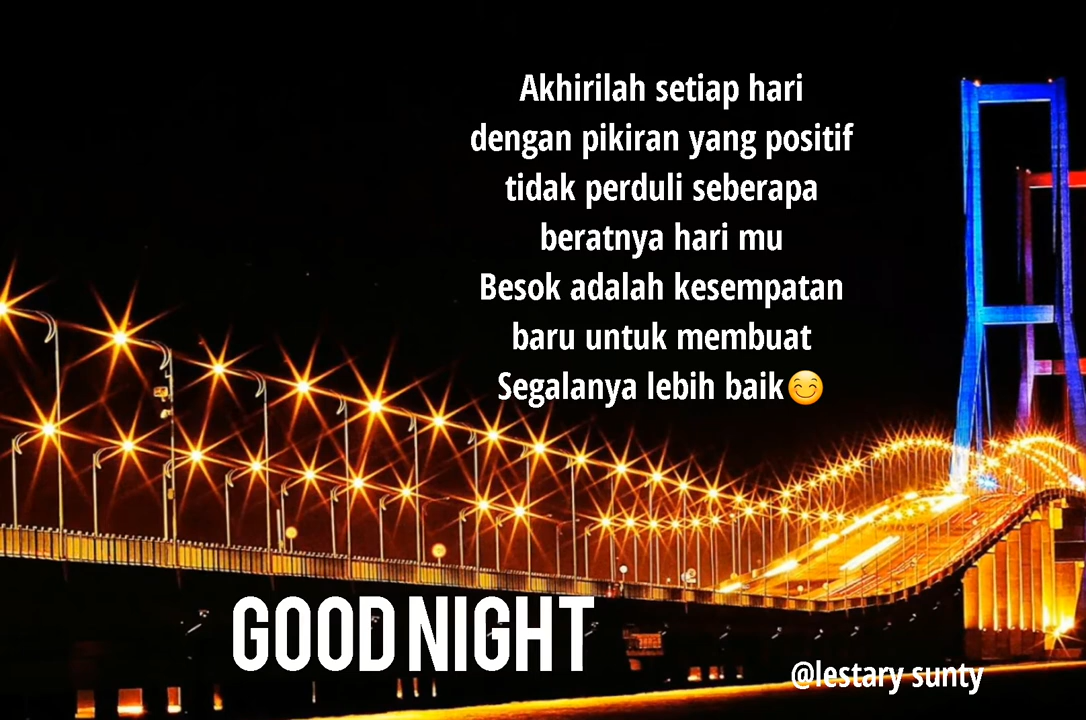 Akhirilah setiap hari
dengan pikiran yang positif
tidak perduli seberapa
beratnya hari mu
Besok adalah kesempatan
baru untuk membuat
Segalanya lebih baik😊
GOOD NIGHT
@lestary sunty